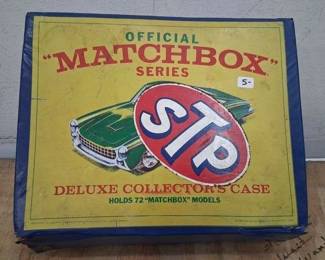 OFFICIAL
"MATCHBOX"
SERIES
5-
STP
DELUXE COLLECTOR'S CASE
HOLDS 72 "MATCHBOX" MODELS